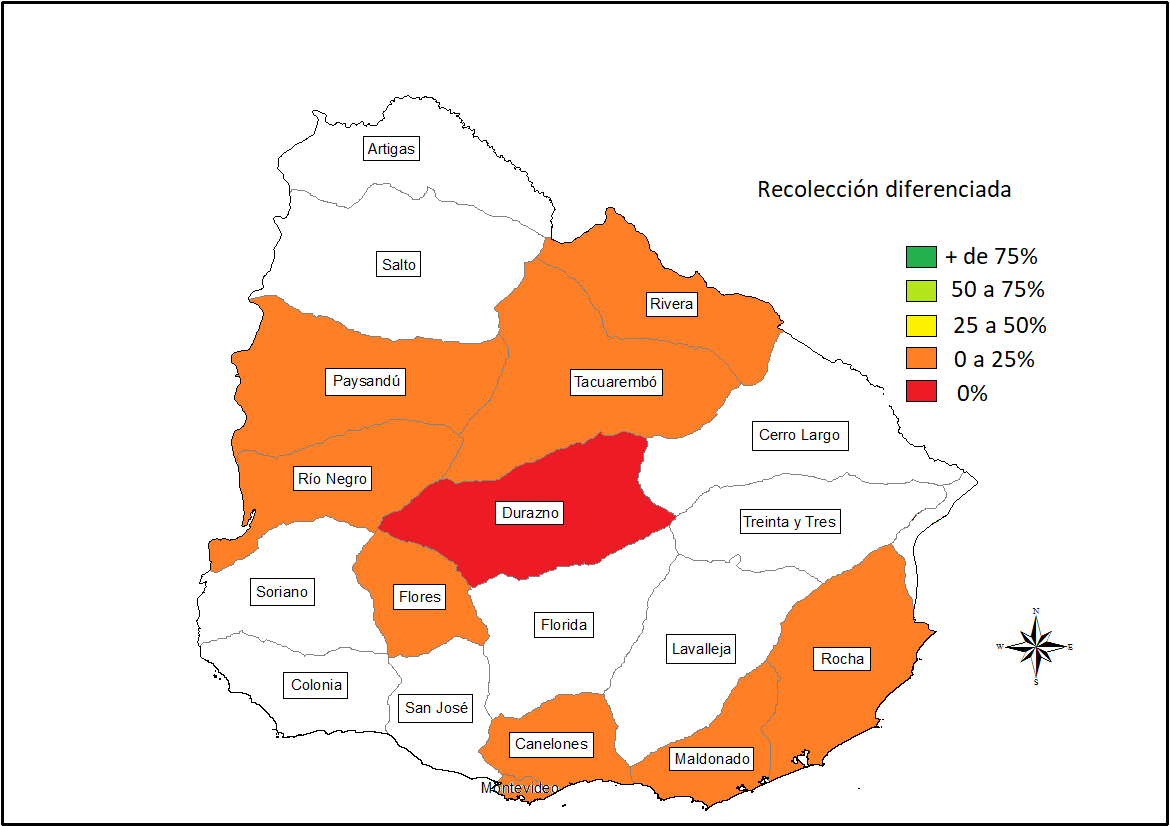 Artigas
Recolección diferenciada
Salto
+ de 75%
50 a 75%
Rivera
25 a 50%
0 a 25%
Paysandú
Tacuarembó
0%
Cerro Largo
Río Negro
Durazno
Treinta y Tres
Soriano
Flores
Florida
N
W
E
S
Lavalleja
Rocha
Colonia
San José
Canelones
Maldonado
Montevideo